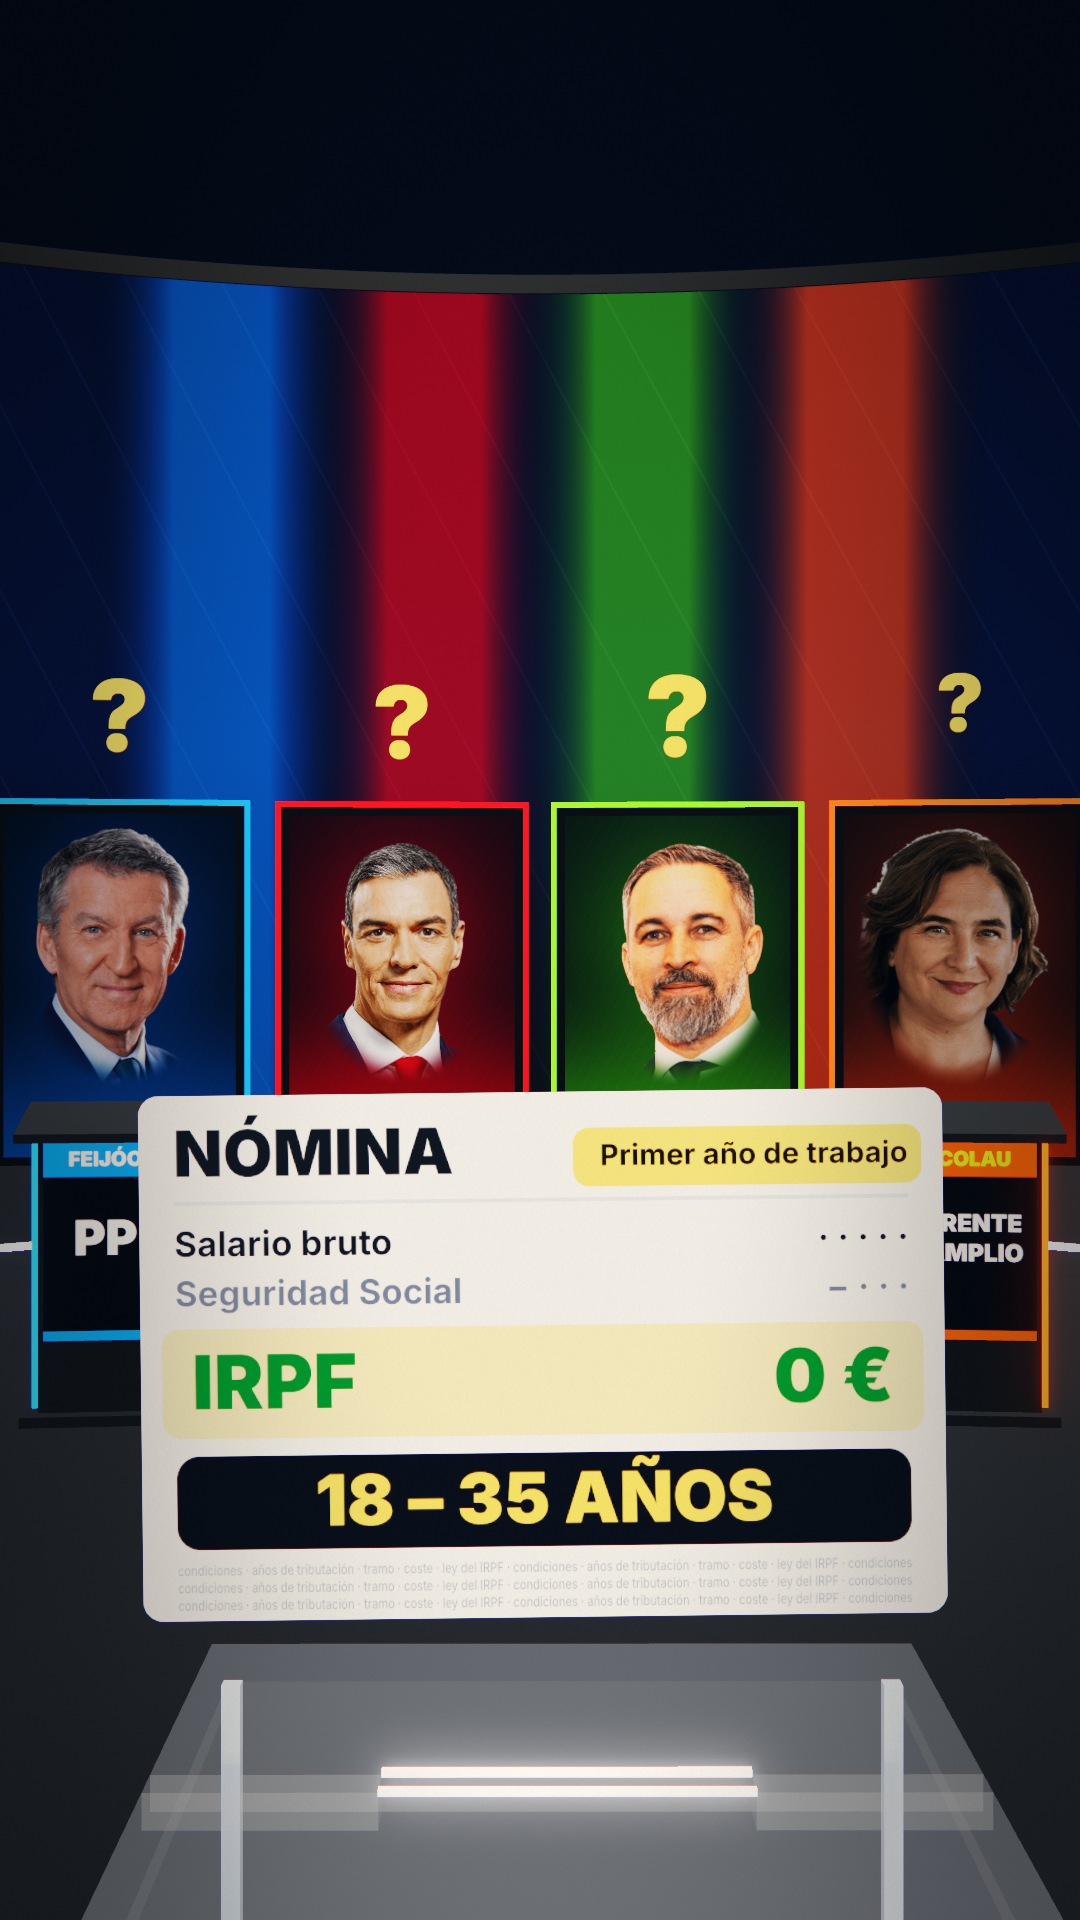 ?
?
?
?
FEIJÓO
COLAU
PP
RENTE
MPLIO
NÓMINA
Primer año de trabajo
Salario bruto
· · · · ·
Seguridad Social
– · · ·
IRPF
0 €
18 – 35 AÑOS
condiciones · años de tributación · tramo · coste · ley del IRPF · condiciones · años de tributación · tramo · coste · ley del IRPF · condiciones
condiciones · años de tributación · tramo · coste · ley del IRPF · condiciones · años de tributación · tramo · coste · ley del IRPF · condiciones
condiciones · años de tributación · tramo · coste · ley del IRPF · condiciones · años de tributación · tramo · coste · ley del IRPF · condiciones